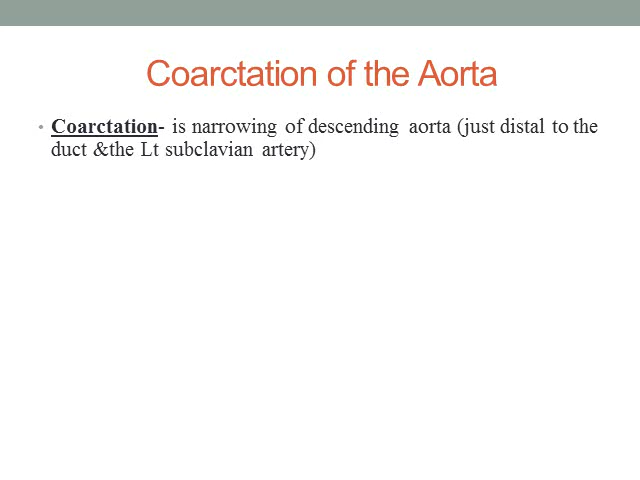 Coarctation of the Aorta
• Coarctation- is narrowing of descending aorta (just distal to the
duct &the Lt subclavian artery)